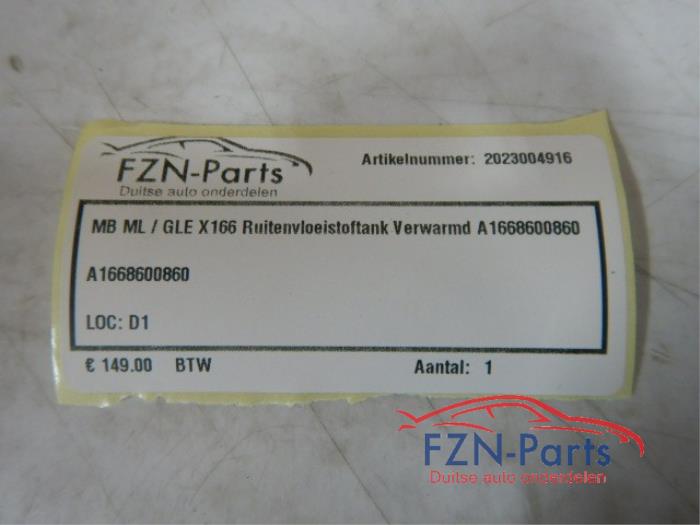 FZN-Parts
Duitse auto onderdelen
Artikelnummer: 2023004916
MB ML / GLE X166 Ruitenvloeistoftank Verwarmd A1668600860
A1668600860
LOC: D1
€ 149.00 BTW
Aantal: 1
FZN-Parts
Duitse auto onderdelen